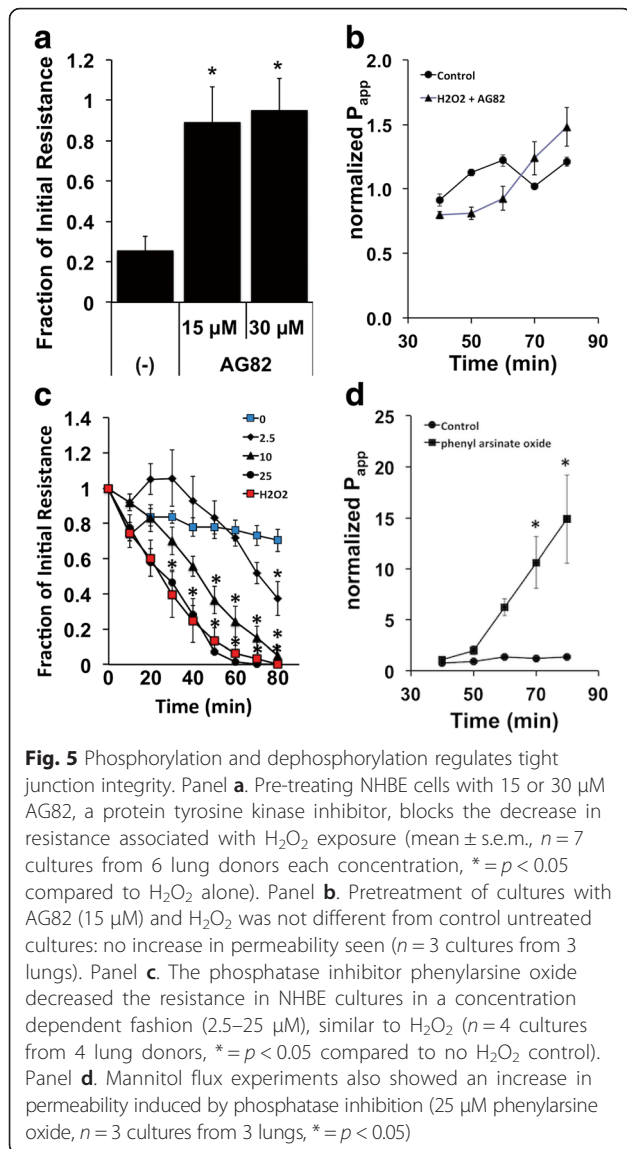 a
Fraction of Initial Resistance
1.2
1
0.8
0.6
0.4
0.2
0
*
*
15 µM
30 µM
(-)
AG82
b
normalized Papp
2.0
1.5
1.0
0.5
0.0
Control
H2O2 + AG82
30
50
70
90
Time (min)
c
Fraction of Initial Resistance
1.4
1.2
1
0.8
0.6
0.4
0.2
0
0
2.5
10
25
H2O2
*
*
*
*
*
*
*
*
*
*
*
0
20
40
60
80
Time (min)
d
normalized Papp
25
20
15
10
5
0
Control
phenyl arsinate oxide
*
*
30
50
70
90
Time (min)
Fig. 5 Phosphorylation and dephosphorylation regulates tight
junction integrity. Panel a. Pre-treating NHBE cells with 15 or 30 µM
AG82, a protein tyrosine kinase inhibitor, blocks the decrease in
resistance associated with H2O2 exposure (mean ± s.e.m., n = 7
cultures from 6 lung donors each concentration, * = p < 0.05
compared to H2O2 alone). Panel b. Pretreatment of cultures with
AG82 (15 µM) and H2O2 was not different from control untreated
cultures: no increase in permeability seen (n = 3 cultures from 3
lungs). Panel c. The phosphatase inhibitor phenylarsine oxide
decreased the resistance in NHBE cultures in a concentration
dependent fashion (2.5–25 µM), similar to H2O2 (n = 4 cultures
from 4 lung donors, * = p < 0.05 compared to no H2O2 control).
Panel d. Mannitol flux experiments also showed an increase in
permeability induced by phosphatase inhibition (25 µM phenylarsine
oxide, n = 3 cultures from 3 lungs, * = p < 0.05)